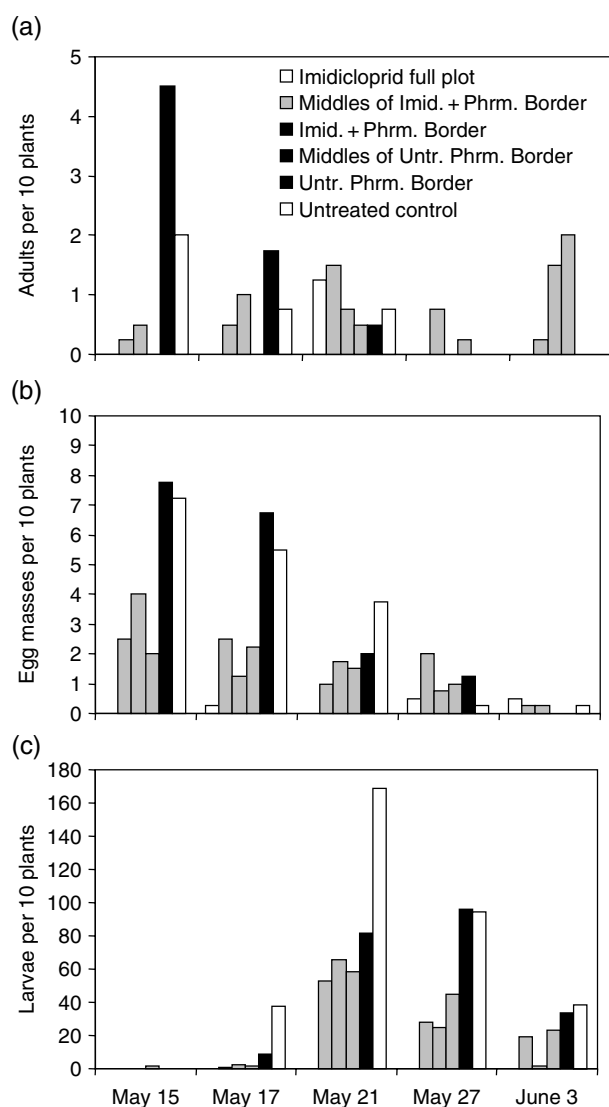 (a)
5
4
3
2
1
0
Adults per 10 plants
Imidicloprid full plot
Middles of Imid. + Phrm. Border
Imid. + Phrm. Border
Middles of Untr. Phrm. Border
Untr. Phrm. Border
Untreated control
(b)
10
9
8
7
6
5
4
3
2
1
0
Egg masses per 10 plants
(c)
180
160
140
120
100
80
60
40
20
0
Larvae per 10 plants
May 15 May 17 May 21 May 27 June 3